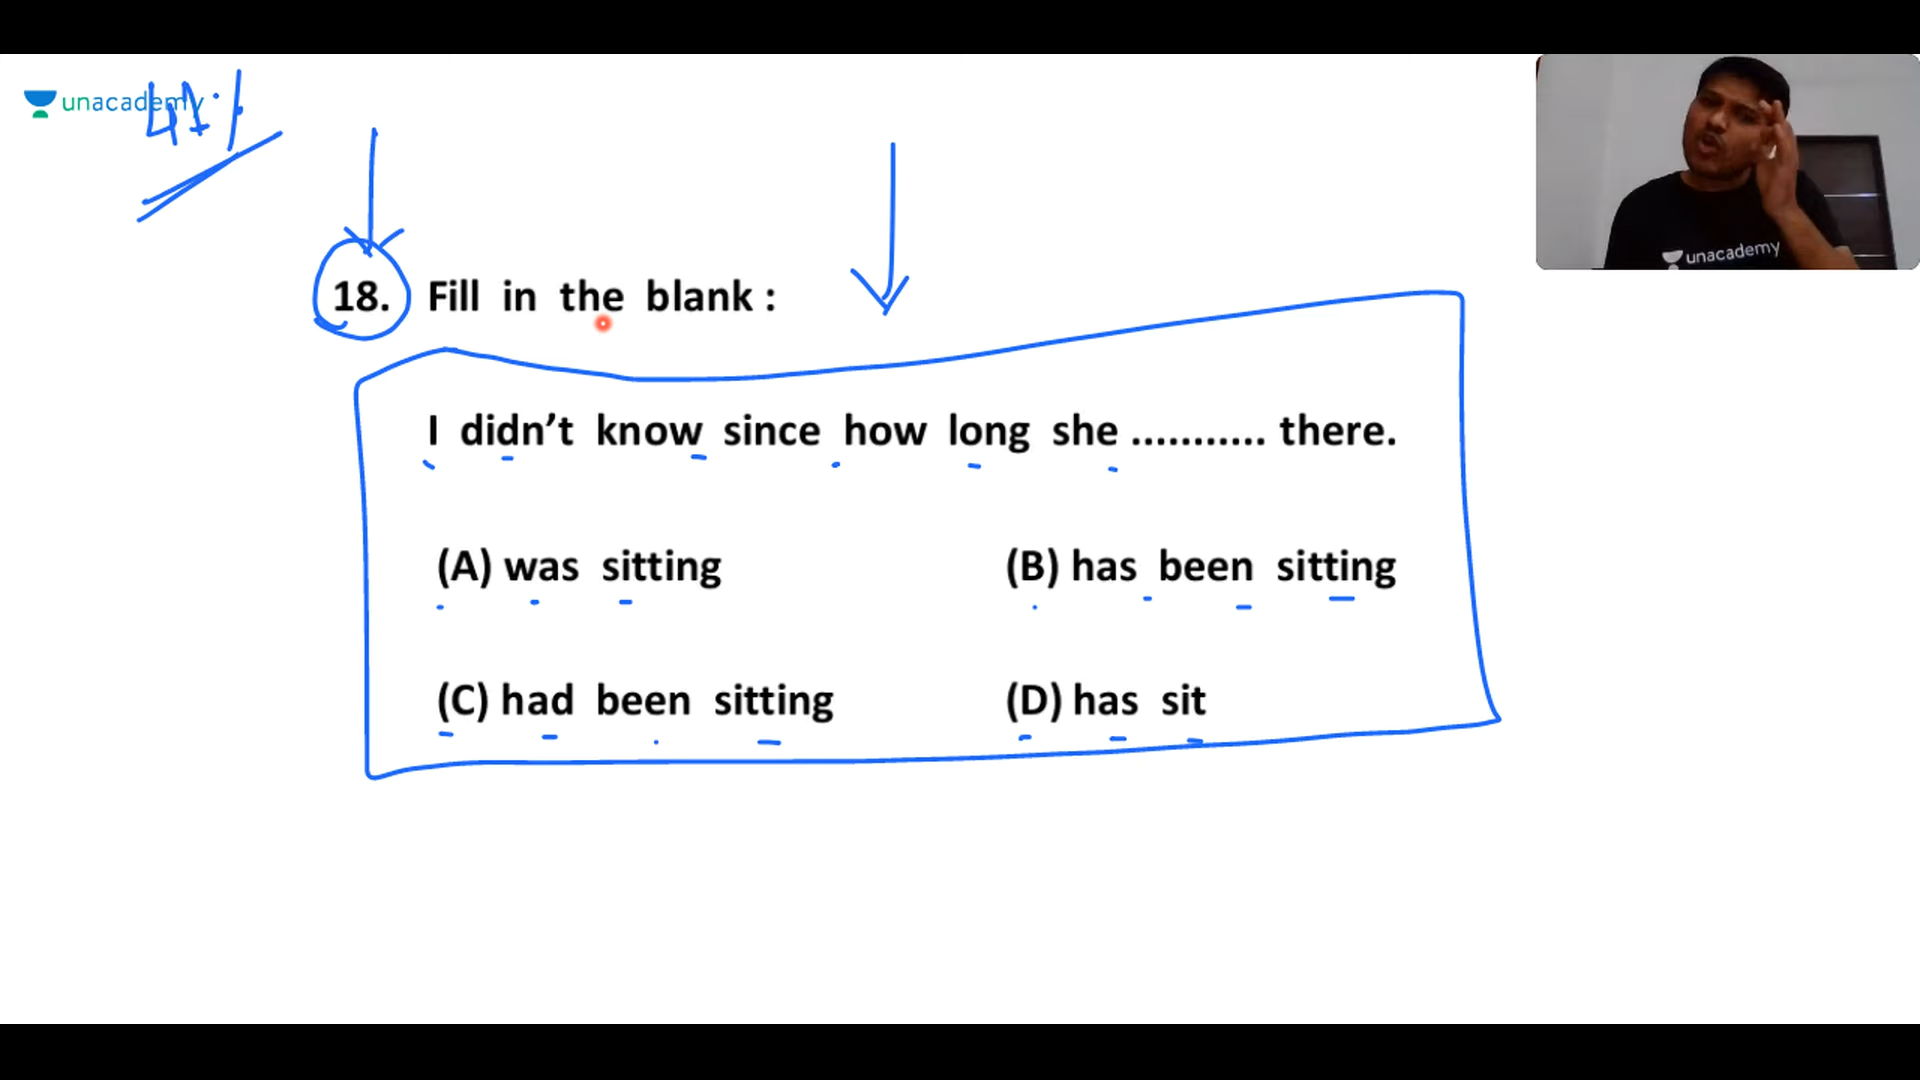 unacademy
41%
unacademy
18. Fill in the blank :
I didn’t know since how long she ........... there.
(A) was sitting (B) has been sitting
(C) had been sitting (D) has sit